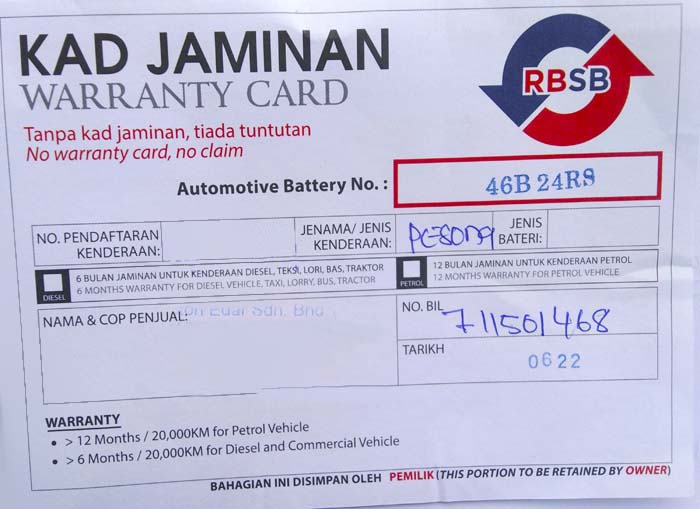 KAD JAMINAN
WARRANTY CARD
RBSB
Tanpa kad jaminan, tiada tuntutan
No warranty card, no claim
Automotive Battery No. : 46B24RS
NO. PENDAFTARAN KENDERAAN:
JENAMA/ JENIS KENDERAAN: PESONA
JENIS BATERI:
DIESEL
6 BULAN JAMINAN UNTUK KENDERAAN DIESEL, TEKSI, LORI, BAS, TRAKTOR
6 MONTHS WARRANTY FOR DIESEL VEHICLE, TAXI, LORRY, BUS, TRACTOR
PETROL
12 BULAN JAMINAN UNTUK KENDERAAN PETROL
12 MONTHS WARRANTY FOR PETROL VEHICLE
NAMA & COP PENJUAL: Sdn. Bhd
NO. BIL 711501468
TARIKH 0622
WARRANTY
• > 12 Months / 20,000KM for Petrol Vehicle
• > 6 Months / 20,000KM for Diesel and Commercial Vehicle
BAHAGIAN INI DISIMPAN OLEH PEMILIK (THIS PORTION TO BE RETAINED BY OWNER)